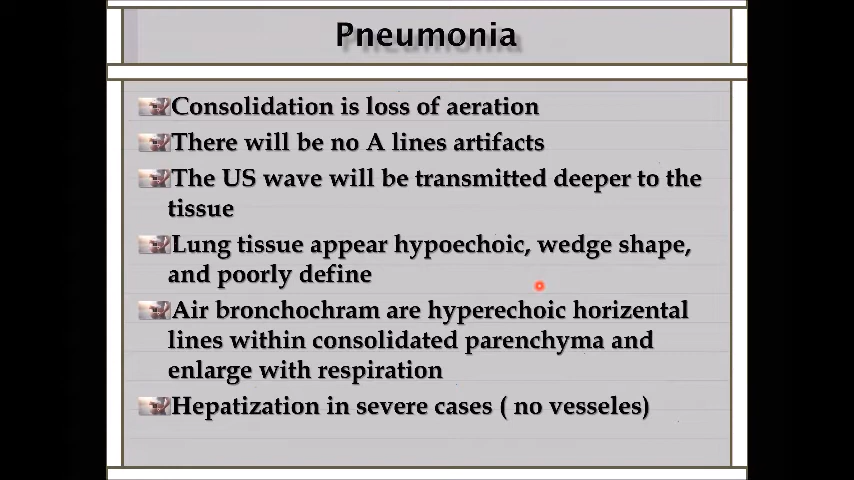 Pneumonia
Consolidation is loss of aeration
There will be no A lines artifacts
The US wave will be transmitted deeper to the
tissue
Lung tissue appear hypoechoic, wedge shape,
and poorly define
Air bronchochram are hyperechoic horizental
lines within consolidated parenchyma and
enlarge with respiration
Hepatization in severe cases ( no vesseles)